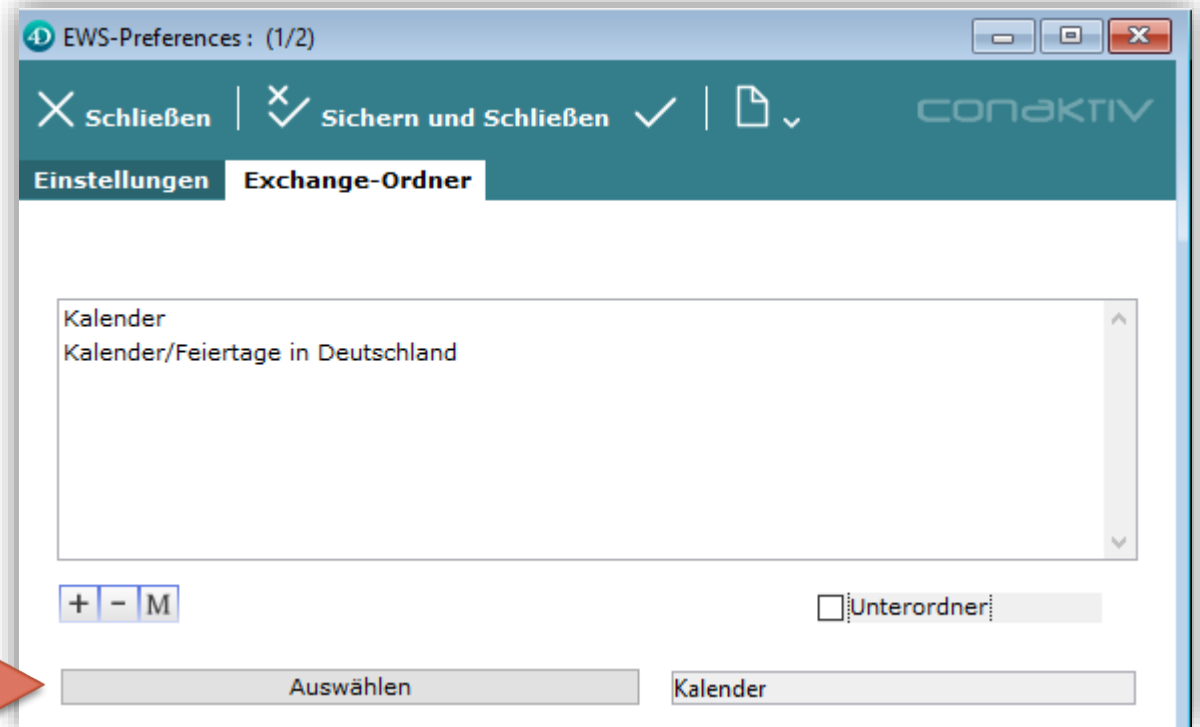 4D EWS-Preferences : (1/2)
Schließen Sichern und Schließen CONAKTIV
Einstellungen Exchange-Ordner
Kalender
Kalender/Feiertage in Deutschland
+ - M Unterordner
Auswählen Kalender